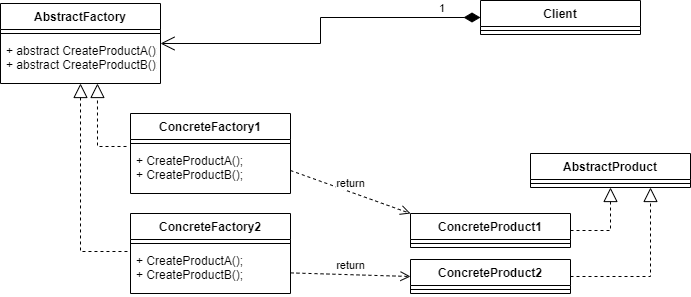 AbstractFactory
+ abstract CreateProductA()
+ abstract CreateProductB()
1
Client
ConcreteFactory1
+ CreateProductA();
+ CreateProductB();
return
AbstractProduct
ConcreteFactory2
+ CreateProductA();
+ CreateProductB();
return
ConcreteProduct1
ConcreteProduct2